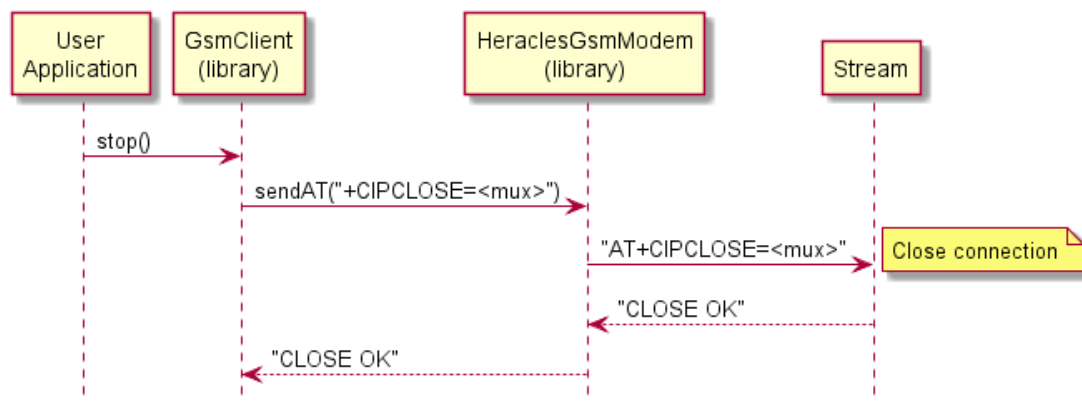 User
Application
GsmClient
(library)
HeraclesGsmModem
(library)
Stream
stop()
sendAT("+CIPCLOSE=<mux>")
"AT+CIPCLOSE=<mux>"
Close connection
"CLOSE OK"
"CLOSE OK"